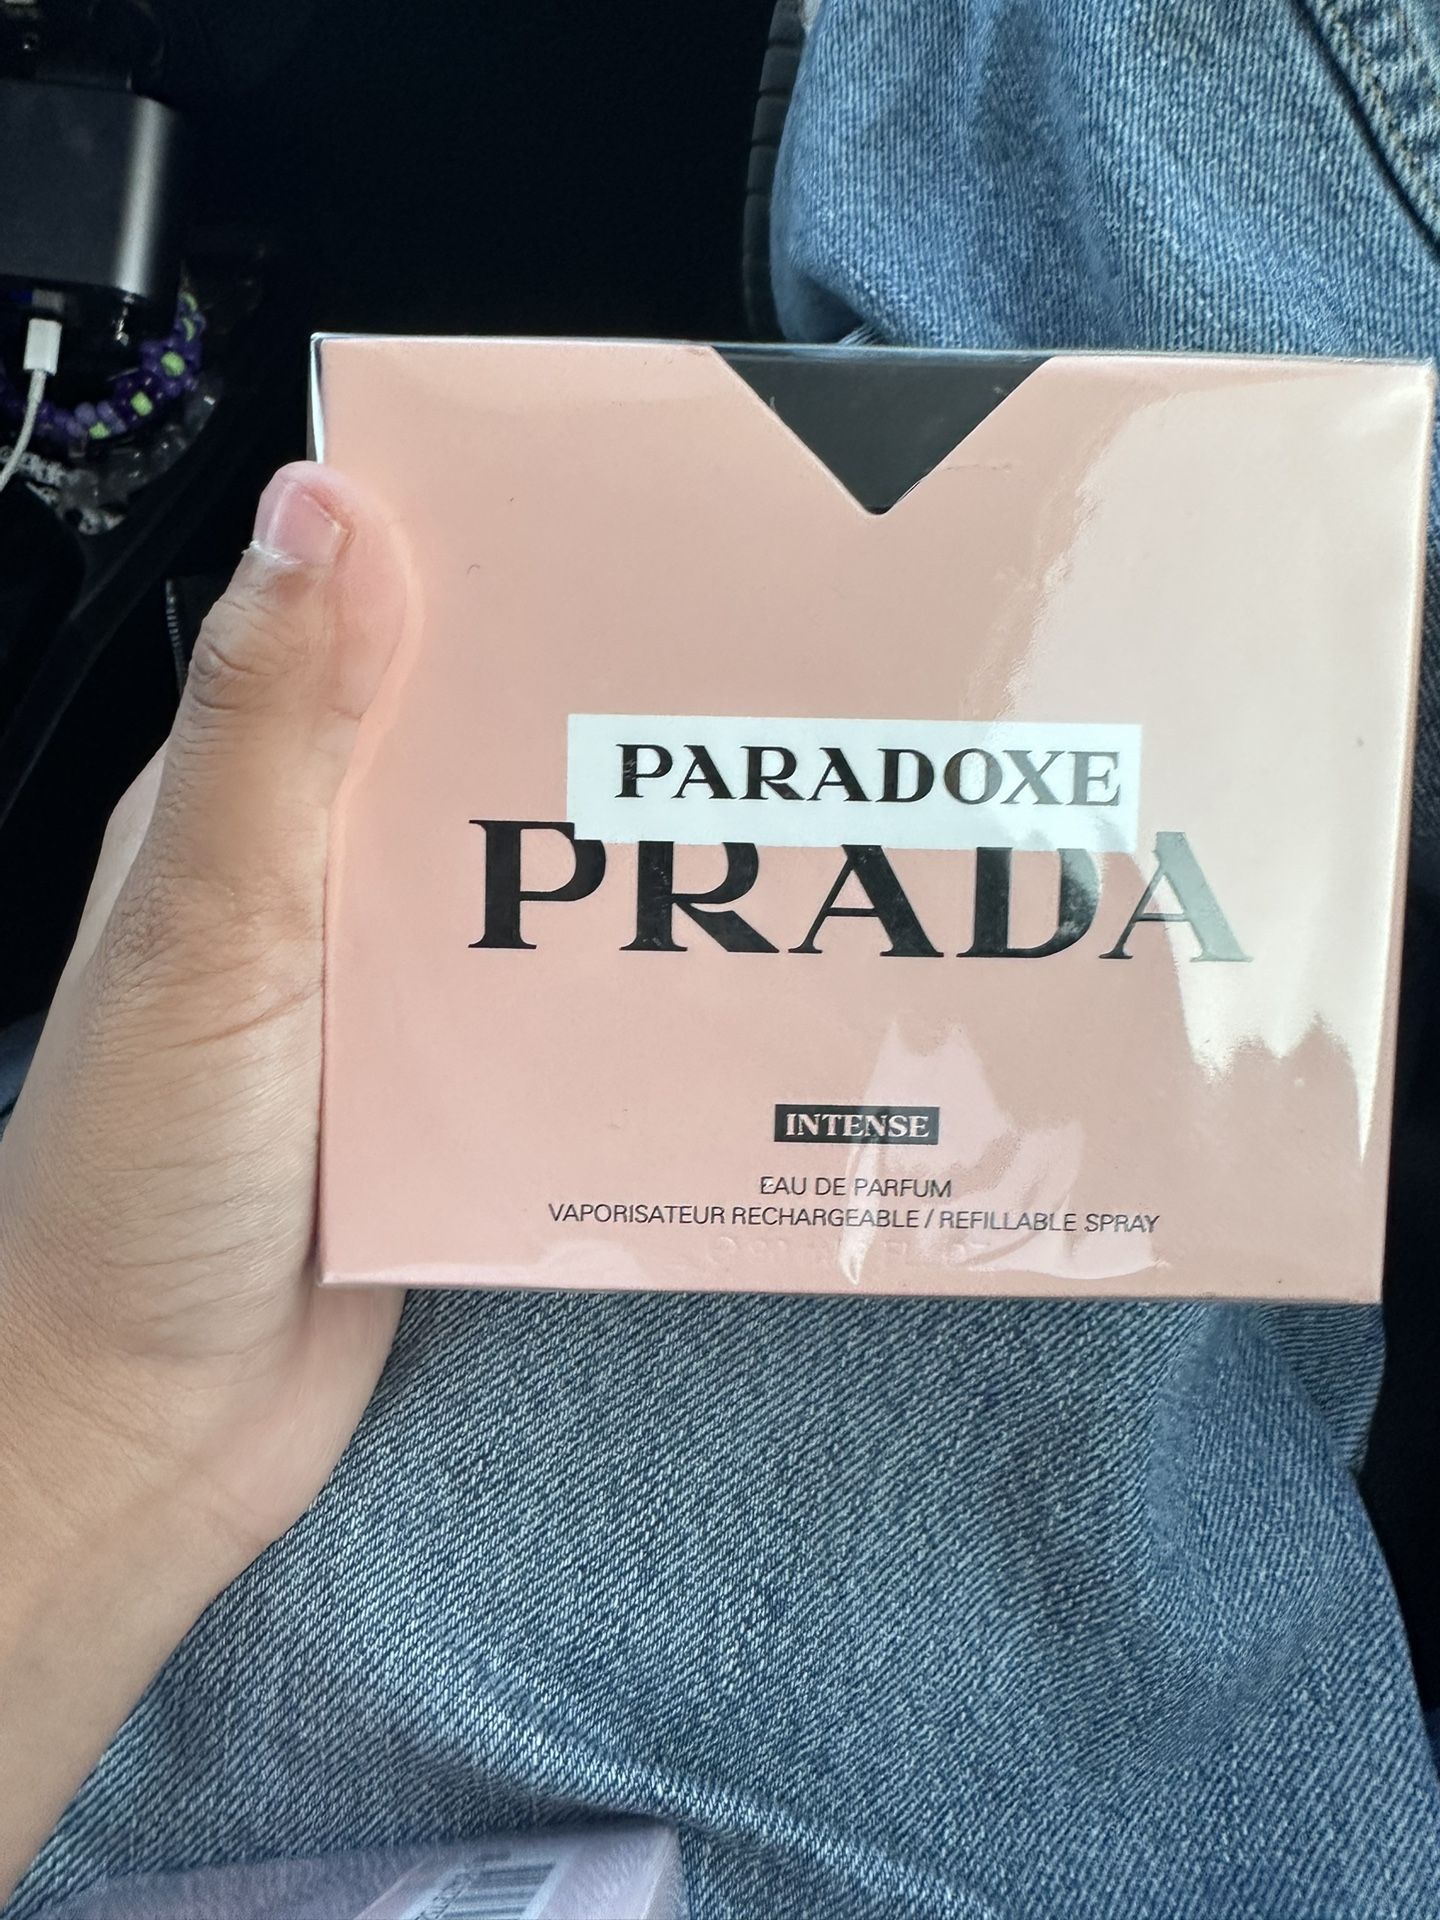 PARADOXE
PRADA
INTENSE
EAU DE PARFUM
VAPORISATEUR RECHARGEABLE / REFILLABLE SPRAY